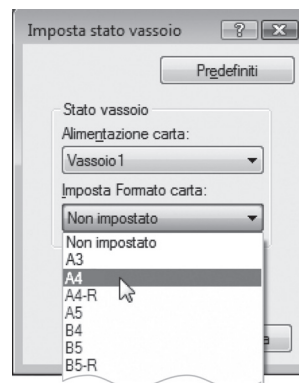 Imposta stato vassoio
Predefiniti
Stato vassoio
Alimentazione carta:
Vassoio1
Imposta Formato carta:
Non impostato
Non impostato
A3
A4
A4-R
A5
B4
B5
B5-R